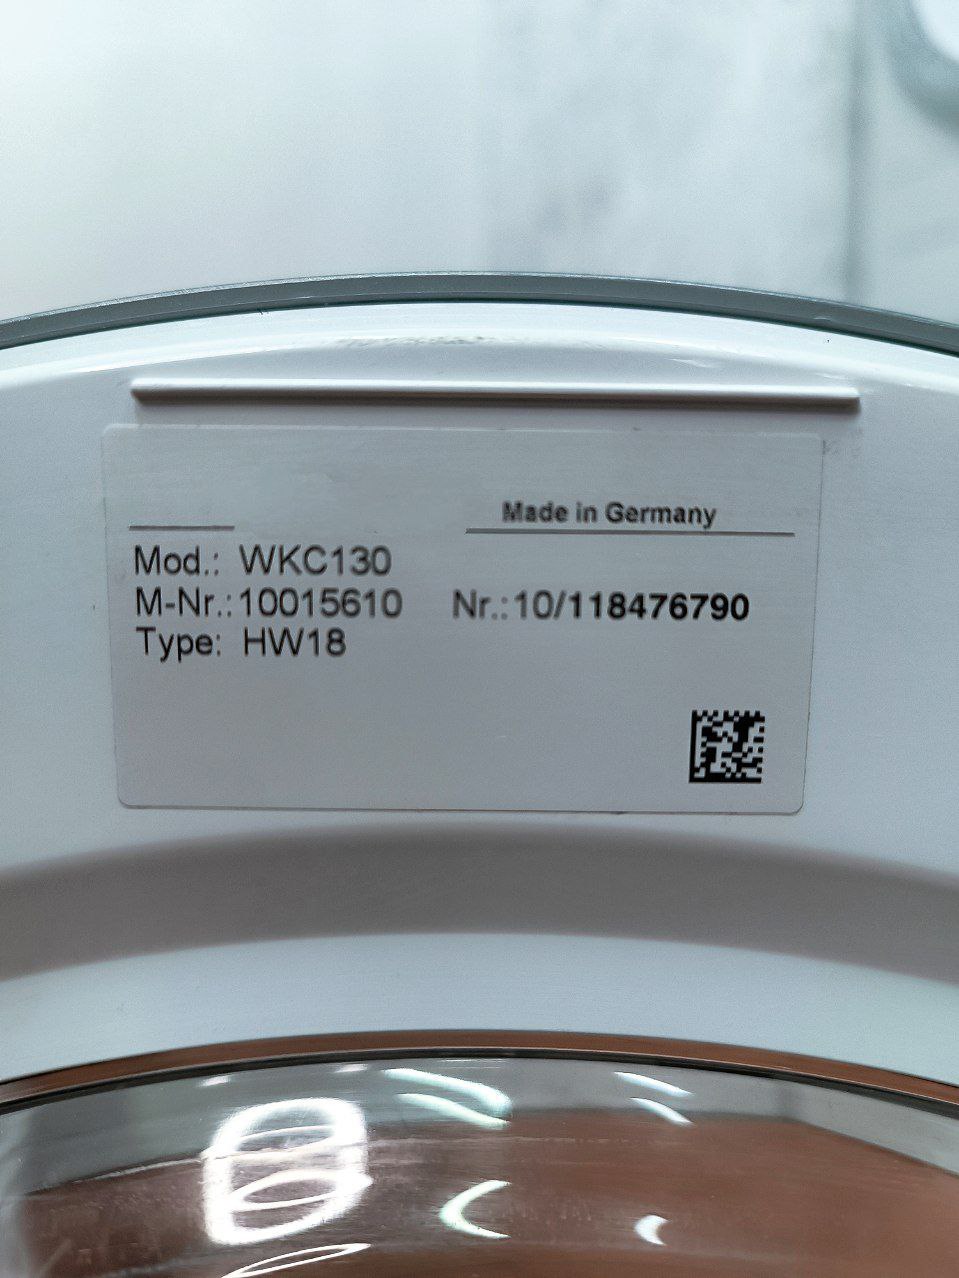 Made in Germany
Mod.: WKC130
M-Nr.: 10015610 Nr.: 10/118476790
Type: HW18